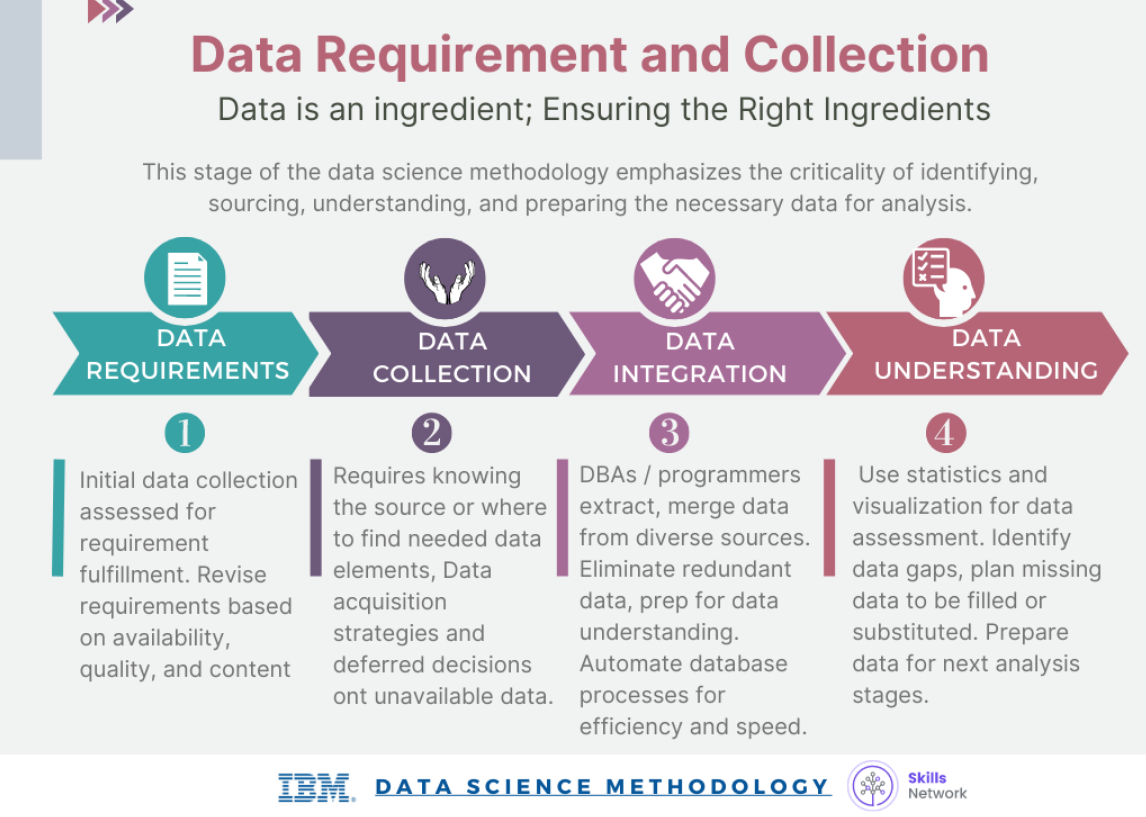 Data Requirement and Collection
Data is an ingredient; Ensuring the Right Ingredients
This stage of the data science methodology emphasizes the criticality of identifying,
sourcing, understanding, and preparing the necessary data for analysis.
DATA
REQUIREMENTS
1
Initial data collection
assessed for
requirement
fulfillment. Revise
requirements based
on availability,
quality, and content
DATA
COLLECTION
2
Requires knowing
the source or where
to find needed data
elements, Data
acquisition
strategies and
deferred decisions
ont unavailable data.
DATA
INTEGRATION
3
DBAs / programmers
extract, merge data
from diverse sources.
Eliminate redundant
data, prep for data
understanding.
Automate database
processes for
efficiency and speed.
DATA
UNDERSTANDING
4
Use statistics and
visualization for data
assessment. Identify
data gaps, plan missing
data to be filled or
substituted. Prepare
data for next analysis
stages.
IBM.
DATA SCIENCE METHODOLOGY
Skills
Network